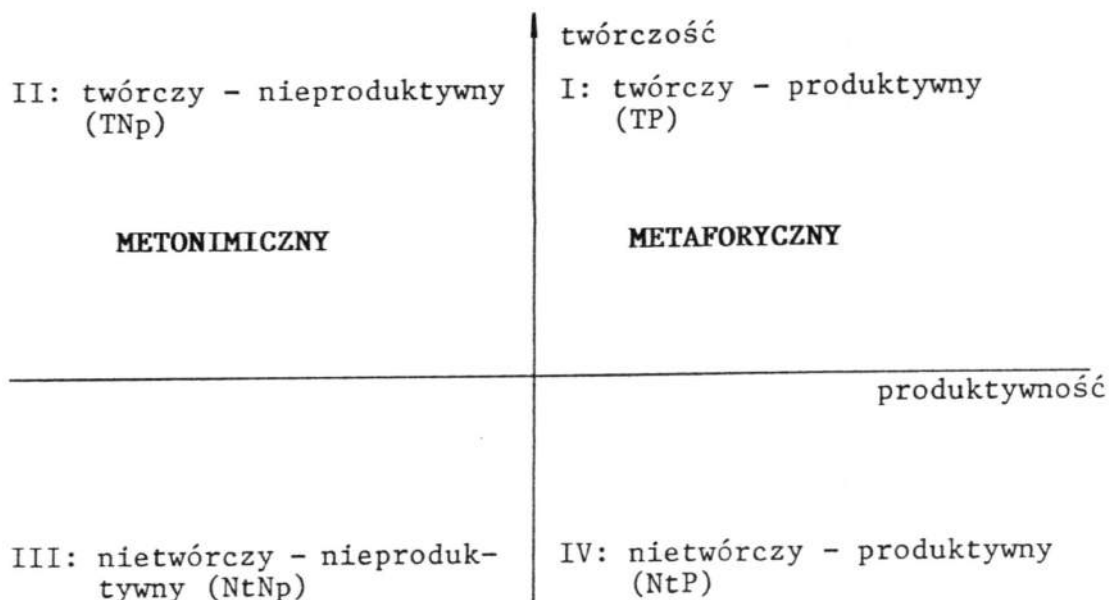 twórczość
II: twórczy - nieproduktywny
(TNp)
I: twórczy - produktywny
(TP)
METONIMICZNY
METAFORYCZNY
produktywność
III: nietwórczy - nieproduk-
tywny (NtNp)
IV: nietwórczy - produktywny
(NtP)